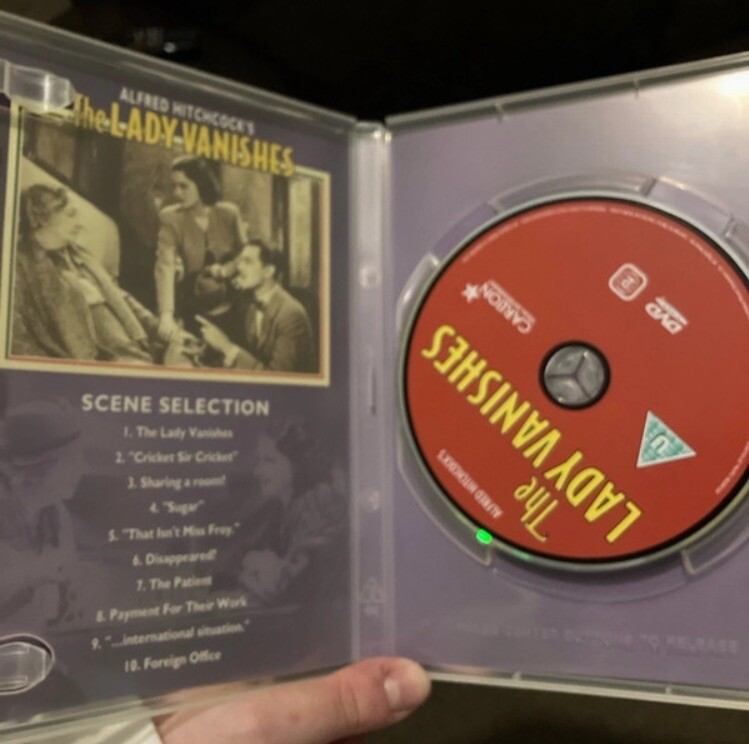 ALFRED HITCHCOCK'S
The LADY VANISHES
SCENE SELECTION
1. The Lady Vanishes
2. "Cricket Sir Cricket"
3. Sharing a room!
4. "Sugar"
5. "That Isn't Miss Froy."
6. Disappeared!
7. The Patient
8. Payment For Their Work
9. "...international situation."
10. Foreign Office
ALFRED HITCHCOCK'S
The
LADY VANISHES
CARLTON
DVD
2
U